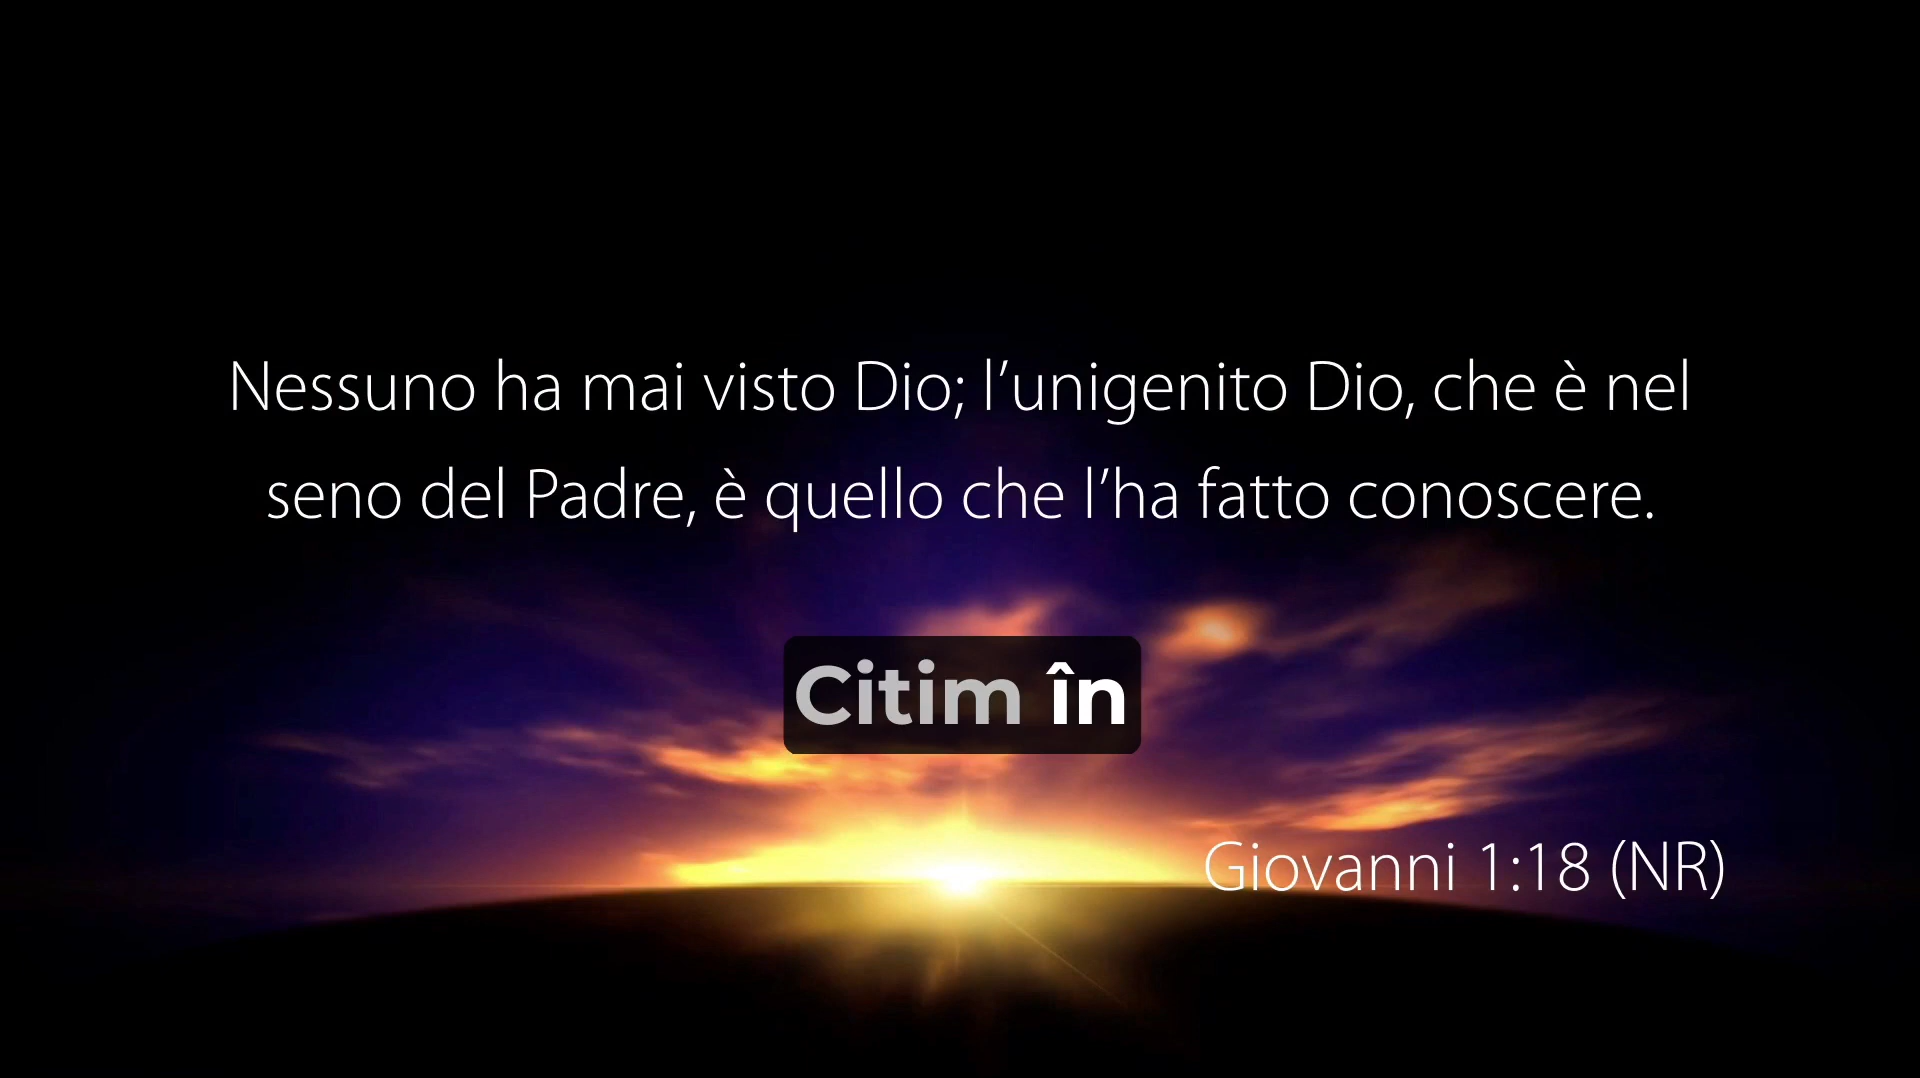 Nessuno ha mai visto Dio; l’unigenito Dio, che è nel
seno del Padre, è quello che l’ha fatto conoscere.
Citim în
Giovanni 1:18 (NR)